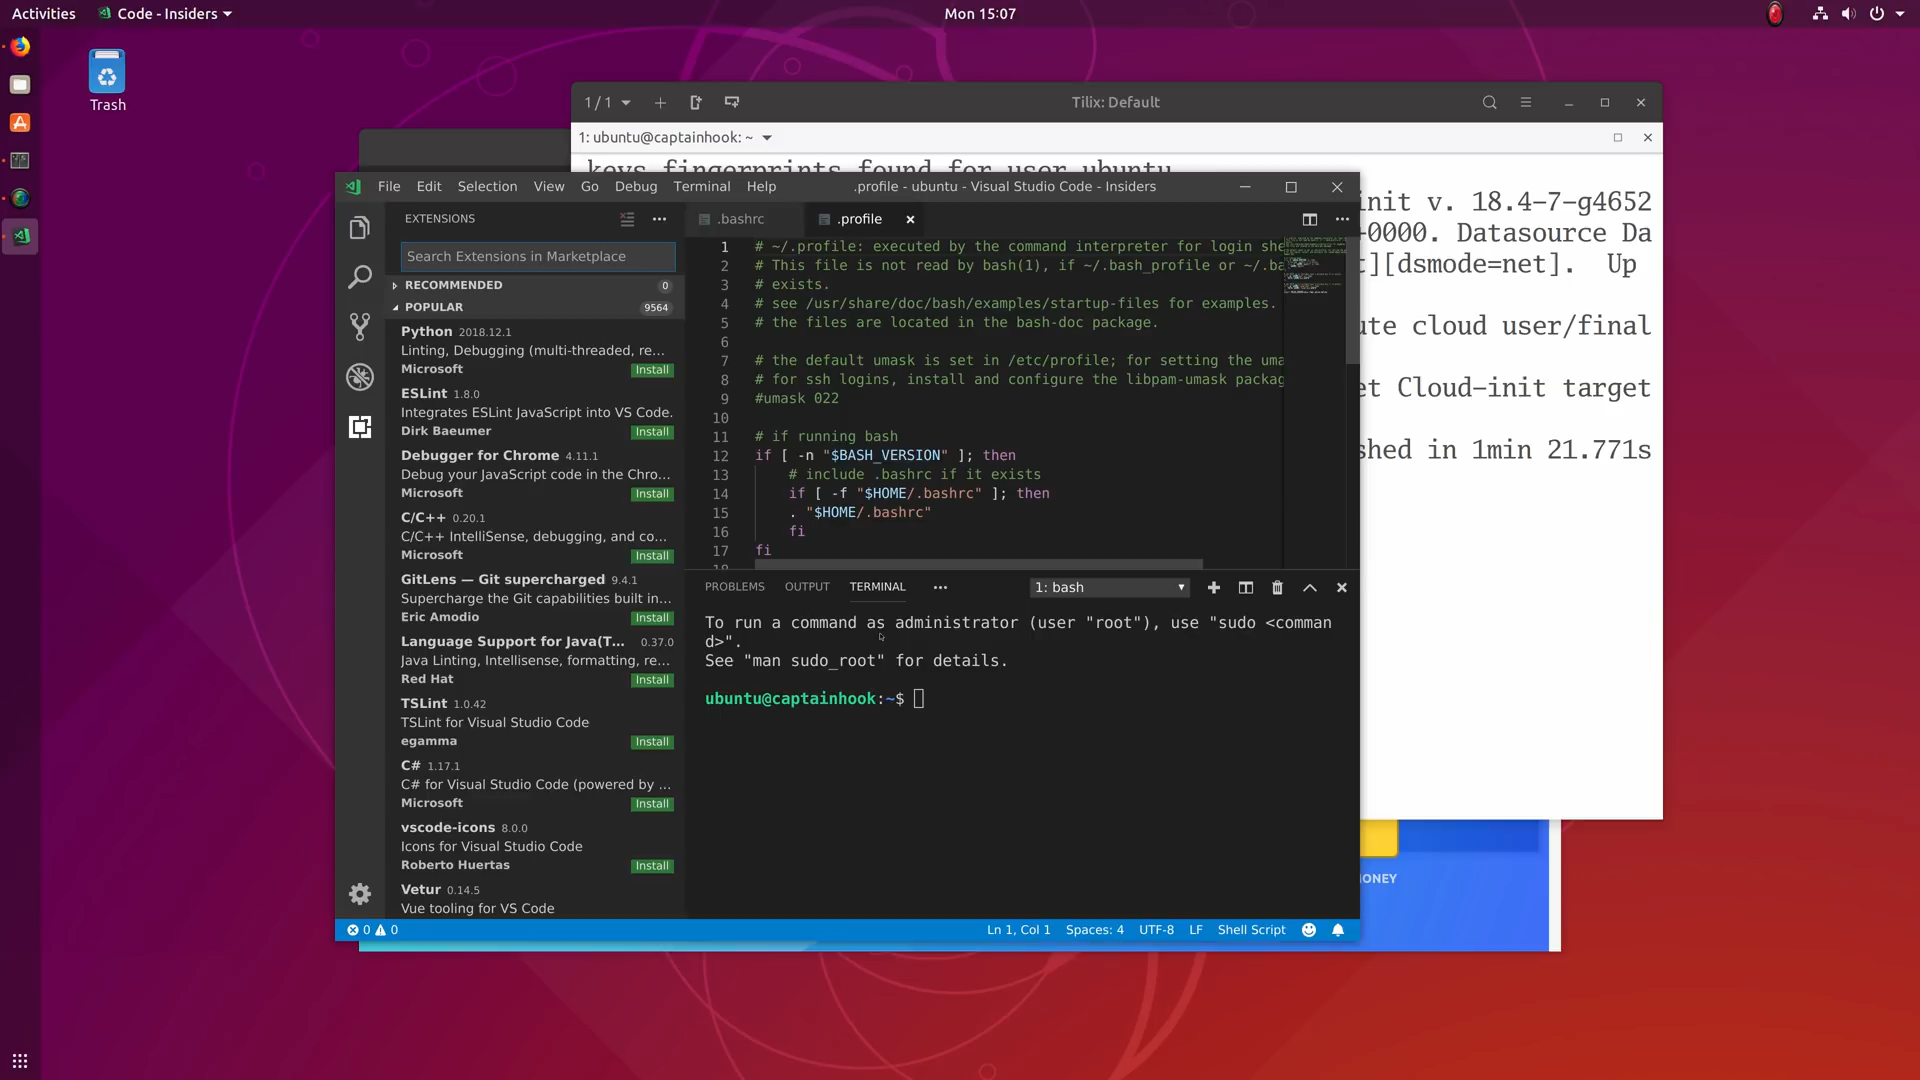 Activities
Code - Insiders
Mon 15:07
Trash
1 / 1
Tilix: Default
1: ubuntu@captainhook: ~
keys fingerprints found for user ubuntu
init v. 18.4-7-g4652
+0000. Datasource Da
t][dsmode=net].  Up
ute cloud user/final
et Cloud-init target
shed in 1min 21.771s
File Edit Selection View Go Debug Terminal Help
.profile - ubuntu - Visual Studio Code - Insiders
EXTENSIONS
Search Extensions in Marketplace
RECOMMENDED 0
POPULAR 9564
Python 2018.12.1
Linting, Debugging (multi-threaded, re...
Microsoft Install
ESLint 1.8.0
Integrates ESLint JavaScript into VS Code.
Dirk Baeumer Install
Debugger for Chrome 4.11.1
Debug your JavaScript code in the Chro...
Microsoft Install
C/C++ 0.20.1
C/C++ IntelliSense, debugging, and co...
Microsoft Install
GitLens — Git supercharged 9.4.1
Supercharge the Git capabilities built in...
Eric Amodio Install
Language Support for Java(T... 0.37.0
Java Linting, Intellisense, formatting, re...
Red Hat Install
TSLint 1.0.42
TSLint for Visual Studio Code
egamma Install
C# 1.17.1
C# for Visual Studio Code (powered by ...
Microsoft Install
vscode-icons 8.0.0
Icons for Visual Studio Code
Roberto Huertas Install
Vetur 0.14.5
Vue tooling for VS Code
.bashrc
.profile
1 # ~/.profile: executed by the command interpreter for login she
2 # This file is not read by bash(1), if ~/.bash_profile or ~/.ba
3 # exists.
4 # see /usr/share/doc/bash/examples/startup-files for examples.
5 # the files are located in the bash-doc package.
6
7 # the default umask is set in /etc/profile; for setting the uma
8 # for ssh logins, install and configure the libpam-umask packag
9 #umask 022
10
11 # if running bash
12 if [ -n "$BASH_VERSION" ]; then
13     # include .bashrc if it exists
14     if [ -f "$HOME/.bashrc" ]; then
15     . "$HOME/.bashrc"
16     fi
17 fi
PROBLEMS OUTPUT TERMINAL
1: bash
To run a command as administrator (user "root"), use "sudo <comman
d>".
See "man sudo_root" for details.
ubuntu@captainhook:~$
0 0
Ln 1, Col 1 Spaces: 4 UTF-8 LF Shell Script
ONEY